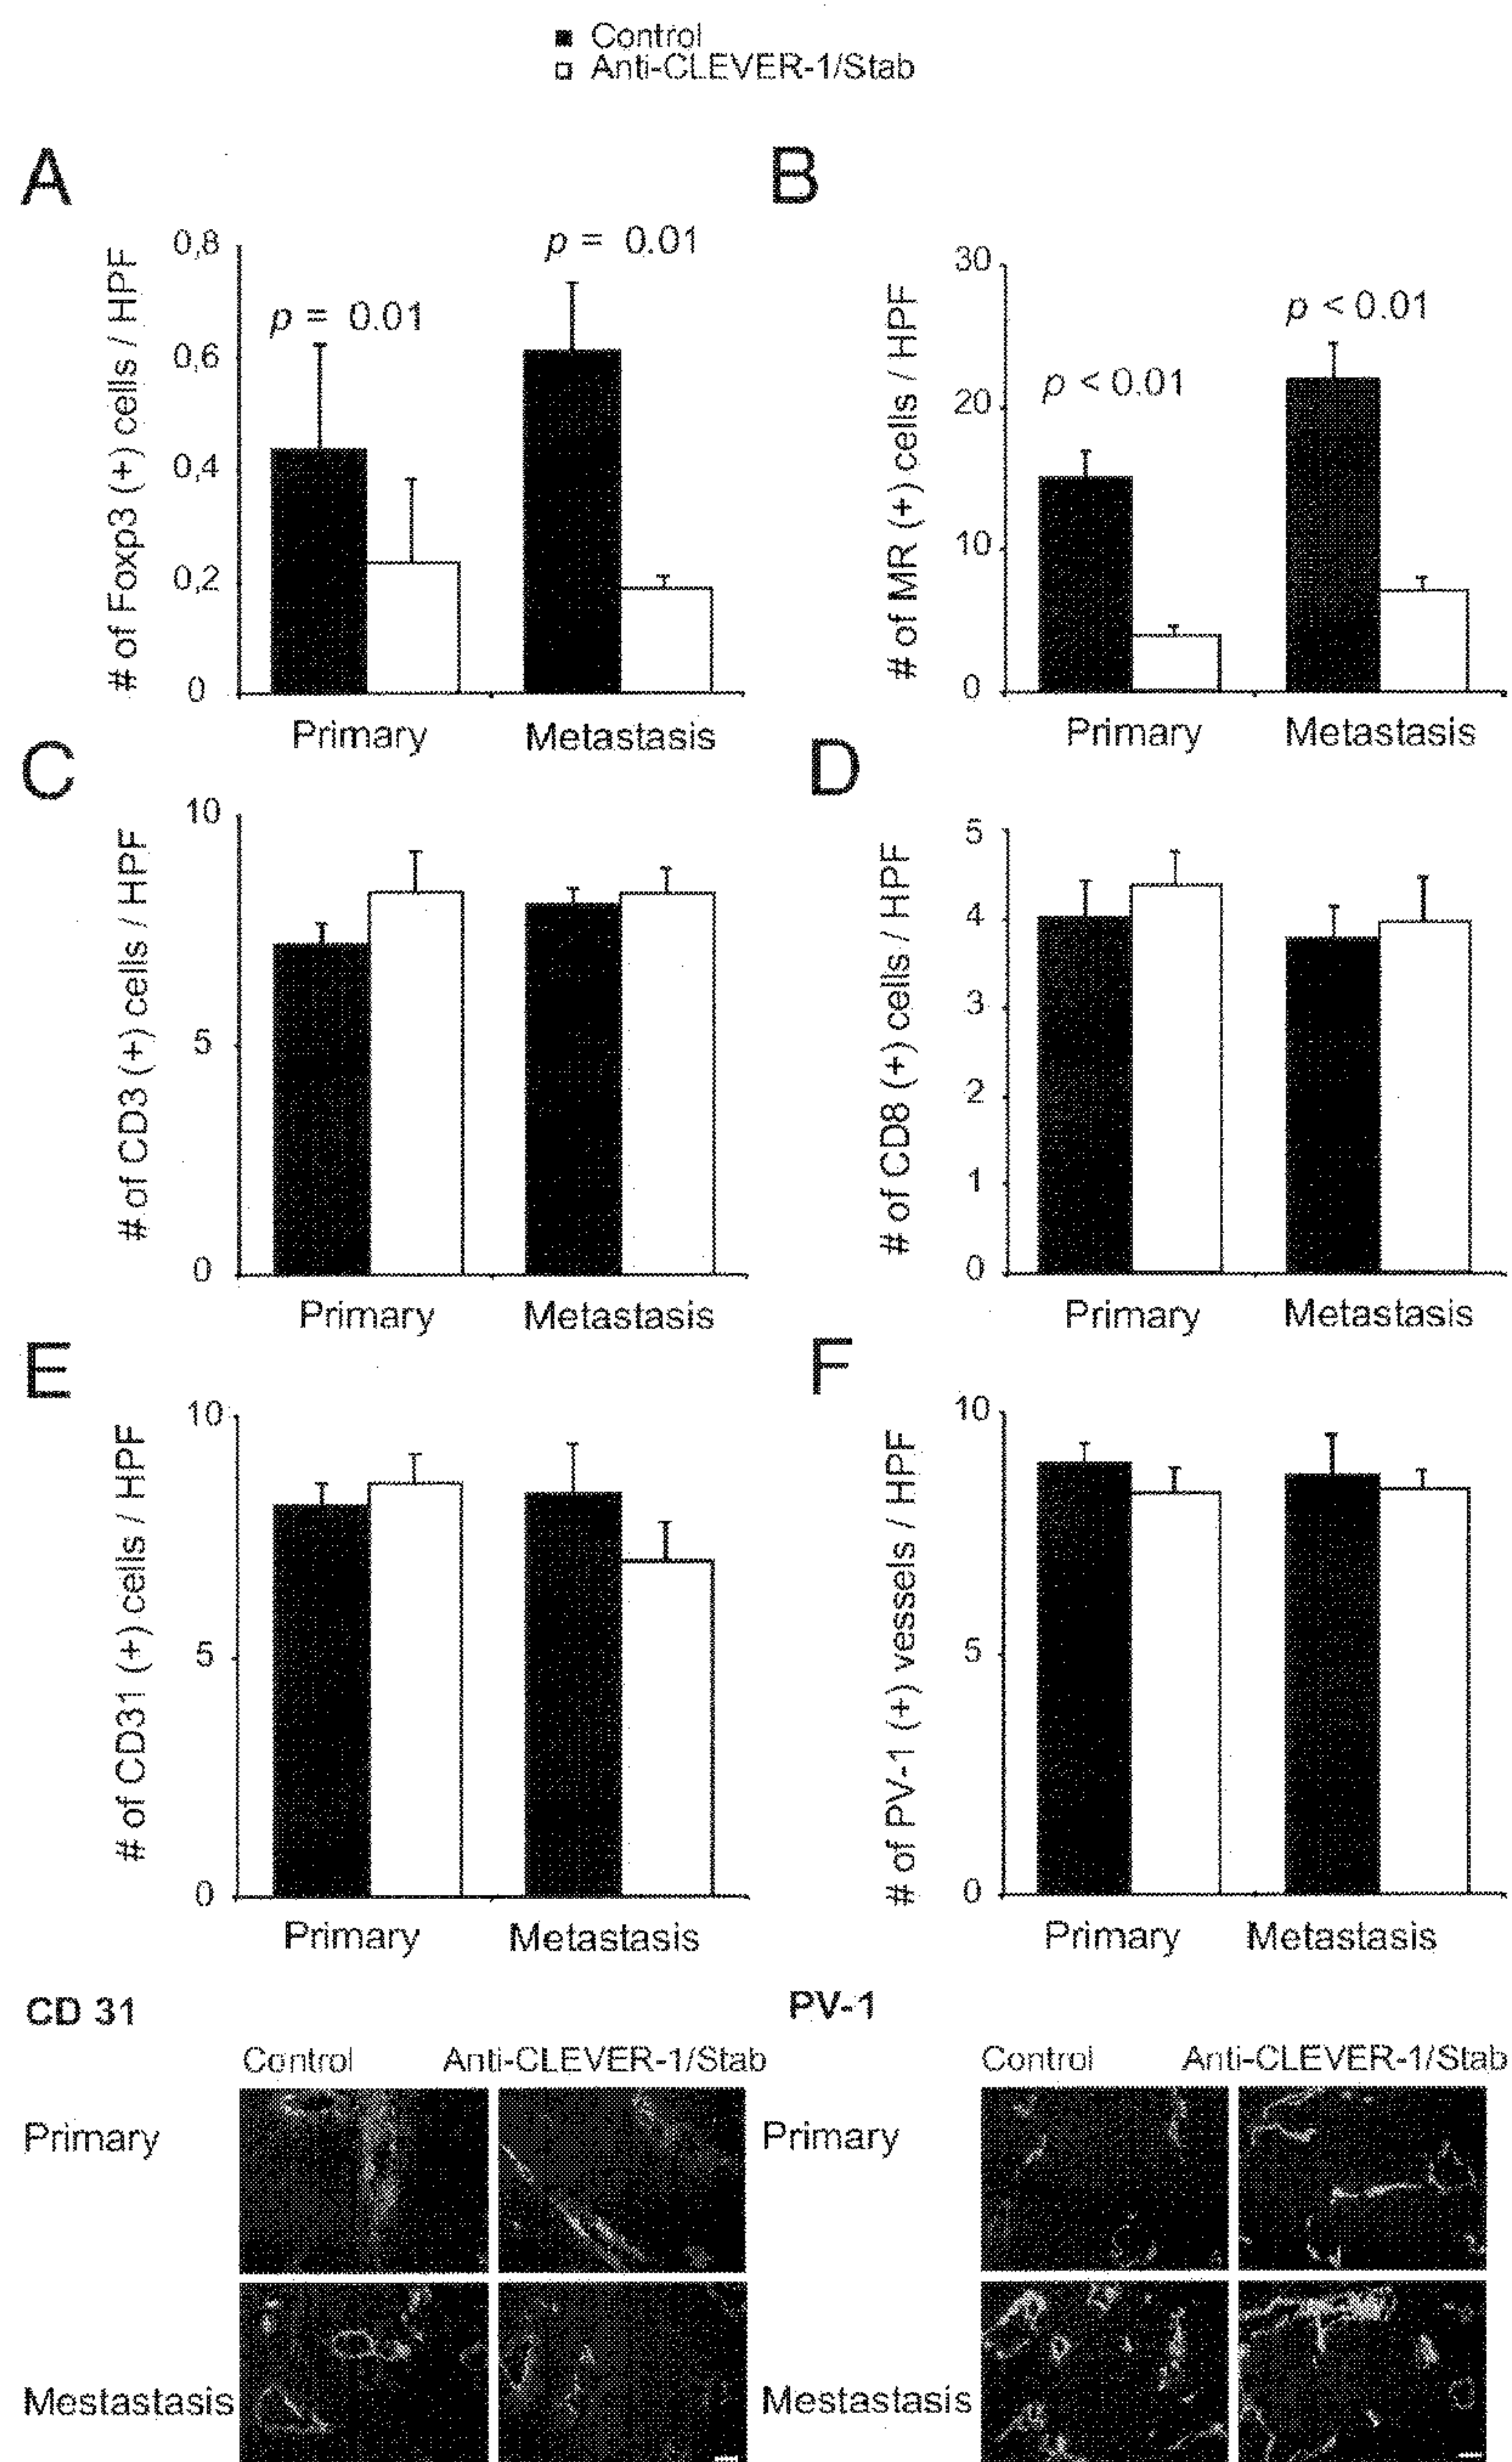 Control
Anti-CLEVER-1/Stab
A
# of Foxp3 (+) cells / HPF
0,8
0,6
0,4
0,2
0
p = 0.01
p = 0.01
Primary
Metastasis
B
# of MR (+) cells / HPF
30
20
10
0
p < 0.01
p < 0.01
Primary
Metastasis
C
# of CD3 (+) cells / HPF
10
5
0
Primary
Metastasis
D
# of CD8 (+) cells / HPF
5
4
3
2
1
0
Primary
Metastasis
E
# of CD31 (+) cells / HPF
10
5
0
Primary
Metastasis
F
# of PV-1 (+) vessels / HPF
10
5
0
Primary
Metastasis
CD 31
Control
Anti-CLEVER-1/Stab
Primary
Mestastasis
PV-1
Control
Anti-CLEVER-1/Stab
Primary
Mestastasis